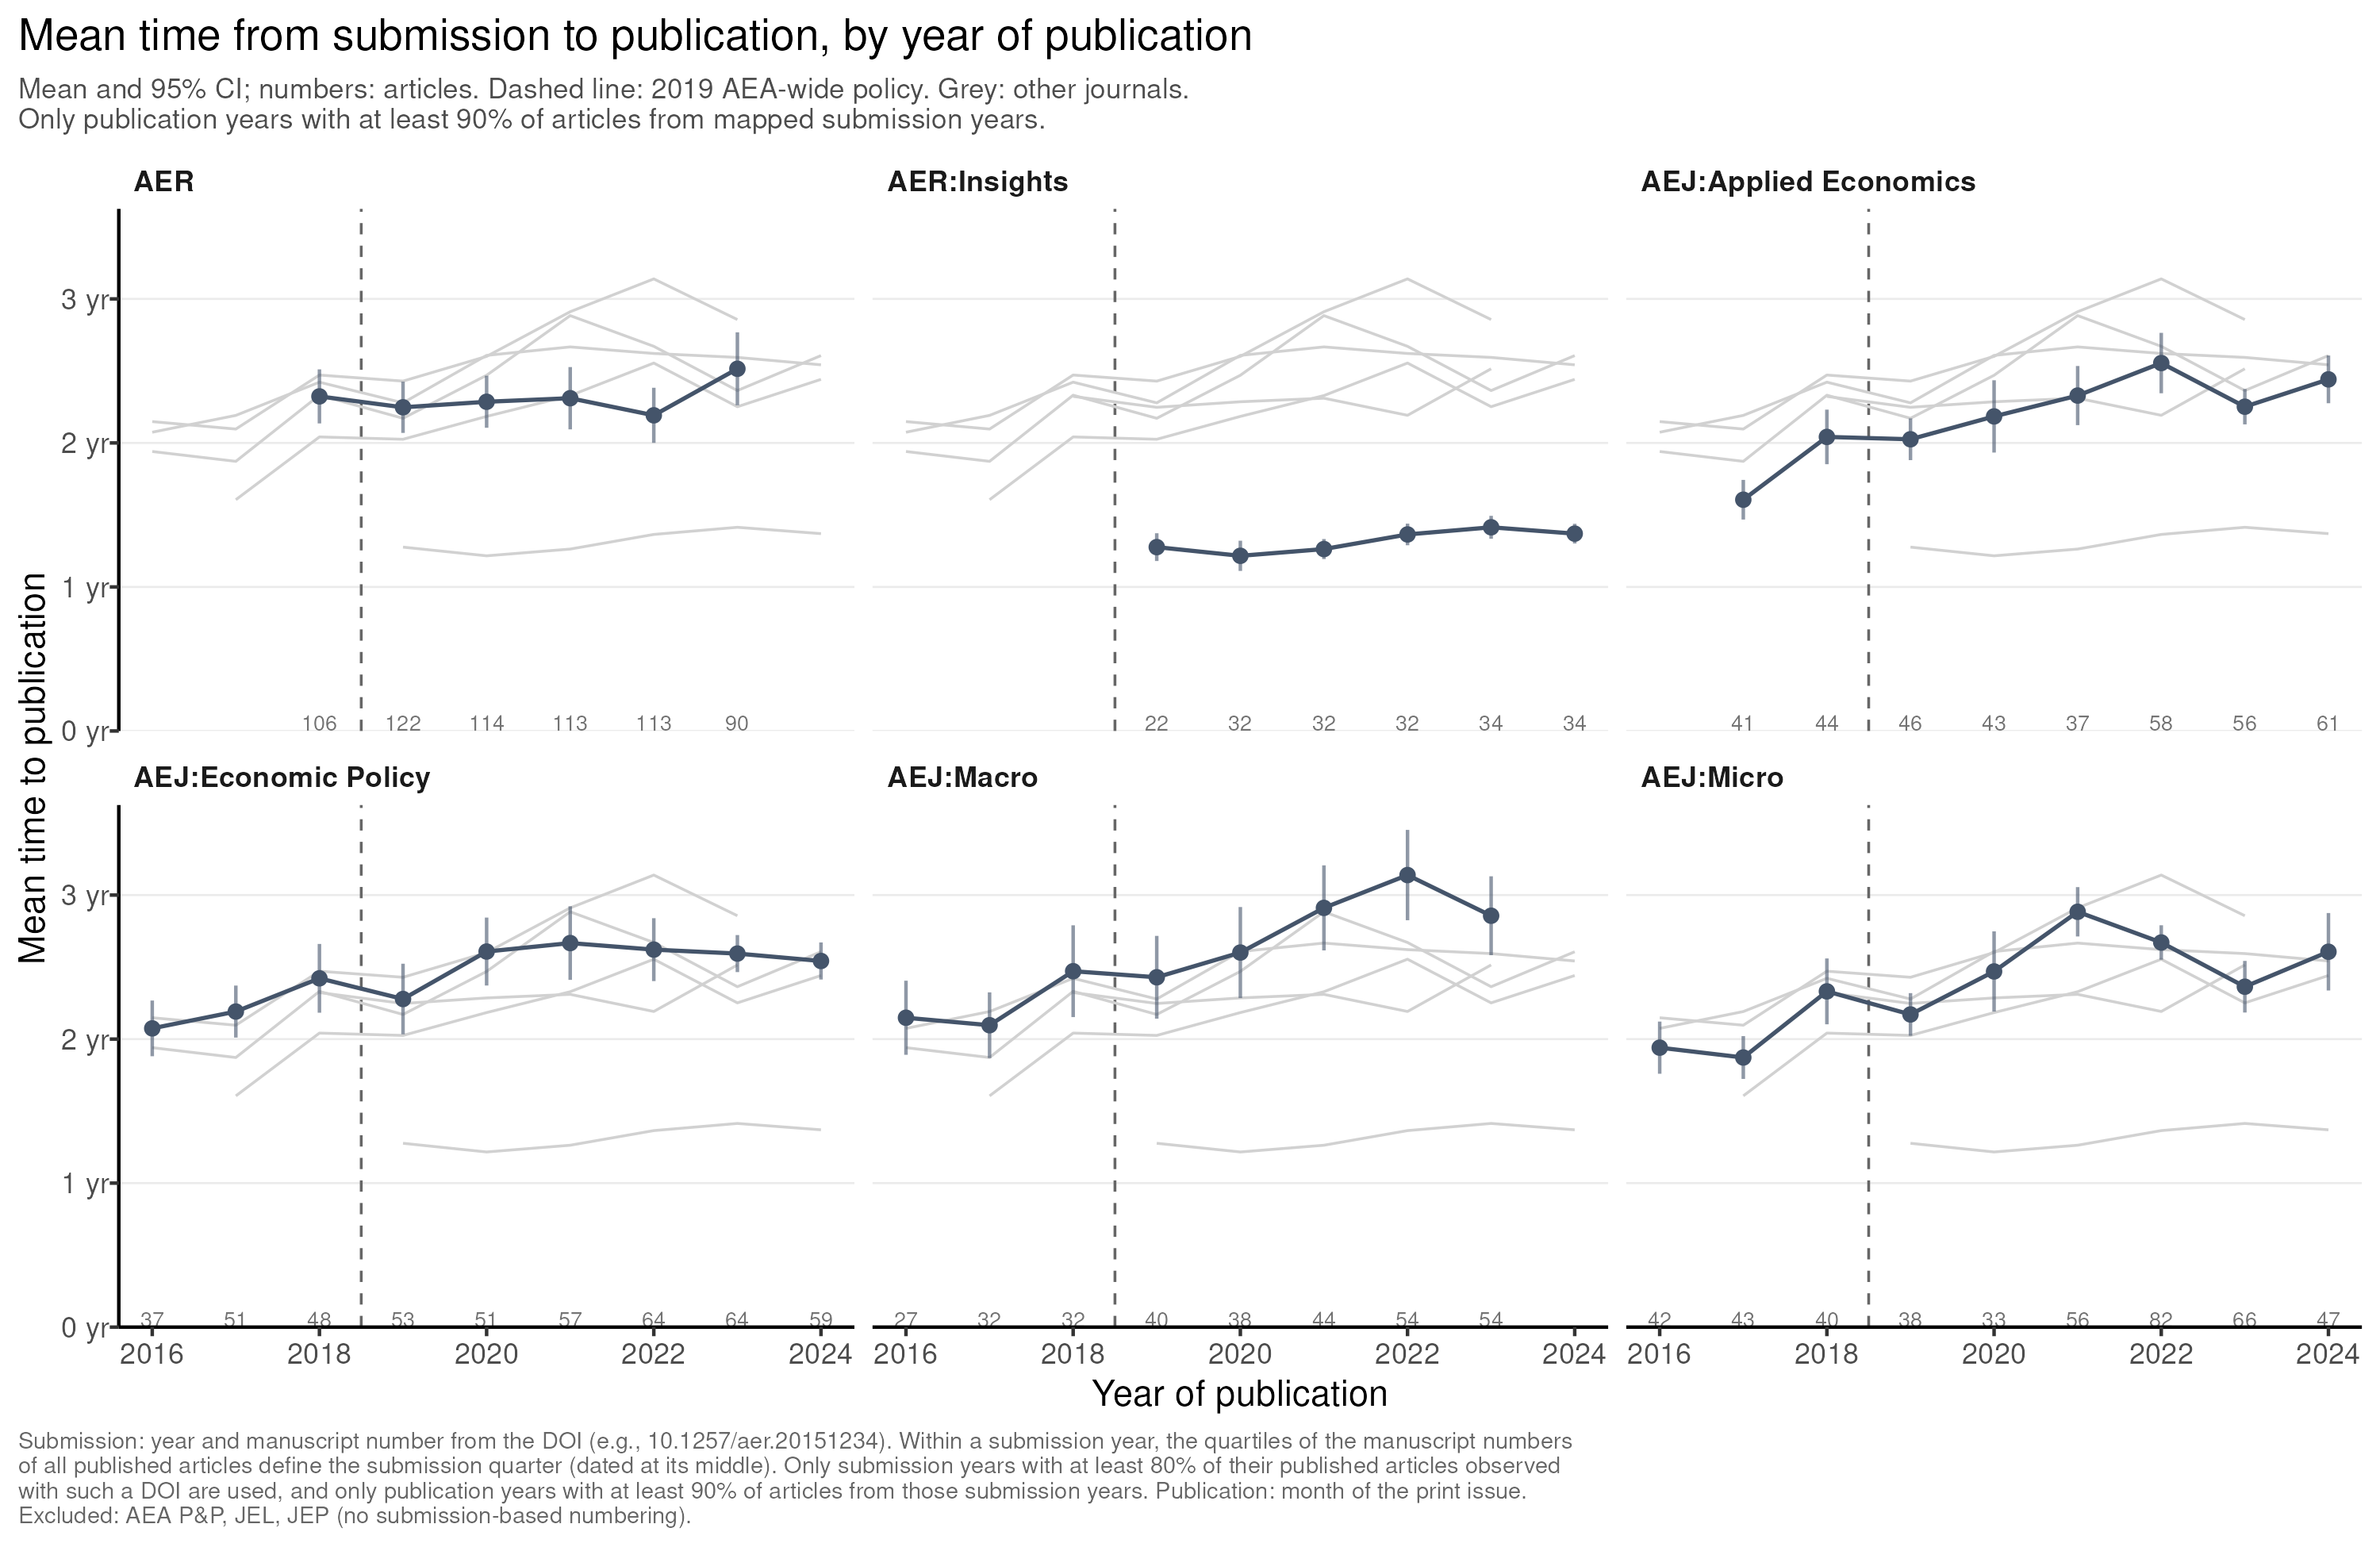 Mean time from submission to publication, by year of publication
Mean and 95% CI; numbers: articles. Dashed line: 2019 AEA-wide policy. Grey: other journals.
Only publication years with at least 90% of articles from mapped submission years.
AER
AER:Insights
AEJ:Applied Economics
Mean time to publication
3 yr
2 yr
1 yr
0 yr
106 122 114 113 113 90
22 32 32 32 34 34
41 44 46 43 37 58 56 61
AEJ:Economic Policy
AEJ:Macro
AEJ:Micro
3 yr
2 yr
1 yr
0 yr
37 51 48 53 51 57 64 64 59
27 32 32 40 38 44 54 54
42 43 40 38 33 56 82 66 47
2016 2018 2020 2022 2024
2016 2018 2020 2022 2024
2016 2018 2020 2022 2024
Year of publication
Submission: year and manuscript number from the DOI (e.g., 10.1257/aer.20151234). Within a submission year, the quartiles of the manuscript numbers
of all published articles define the submission quarter (dated at its middle). Only submission years with at least 80% of their published articles observed
with such a DOI are used, and only publication years with at least 90% of articles from those submission years. Publication: month of the print issue.
Excluded: AEA P&P, JEL, JEP (no submission-based numbering).